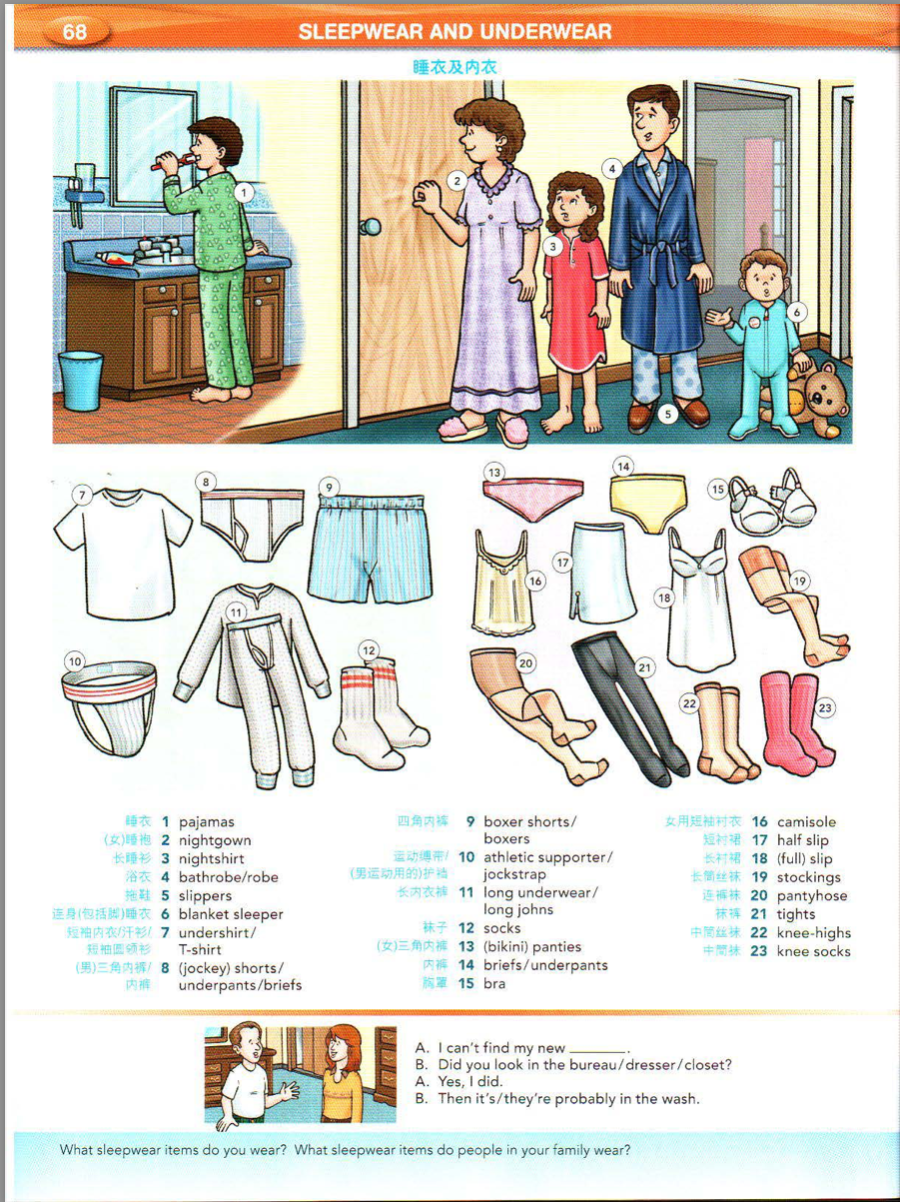 68
SLEEPWEAR AND UNDERWEAR
睡衣及内衣
1
2
3
4
5
6
7
8
9
10
11
12
13
14
15
16
17
18
19
20
21
22
23
睡衣 1 pajamas
(女)睡袍 2 nightgown
长睡衫 3 nightshirt
浴衣 4 bathrobe/robe
拖鞋 5 slippers
连身(包括脚)睡衣 6 blanket sleeper
短袖内衣/汗衫/ 7 undershirt/
短袖圆领衫 T-shirt
(男)三角内裤/ 8 (jockey) shorts/
内裤 underpants/briefs
四角内裤 9 boxer shorts/
boxers
运动绷带/ 10 athletic supporter/
(男运动用的)护裆 jockstrap
长内衣裤 11 long underwear/
long johns
袜子 12 socks
(女)三角内裤 13 (bikini) panties
内裤 14 briefs/underpants
胸罩 15 bra
女用短袖衬衣 16 camisole
短衬裙 17 half slip
长衬裙 18 (full) slip
长筒丝袜 19 stockings
连裤袜 20 pantyhose
袜裤 21 tights
中筒丝袜 22 knee-highs
中筒袜 23 knee socks
A. I can't find my new ________.
B. Did you look in the bureau/dresser/closet?
A. Yes, I did.
B. Then it's/they're probably in the wash.
What sleepwear items do you wear? What sleepwear items do people in your family wear?